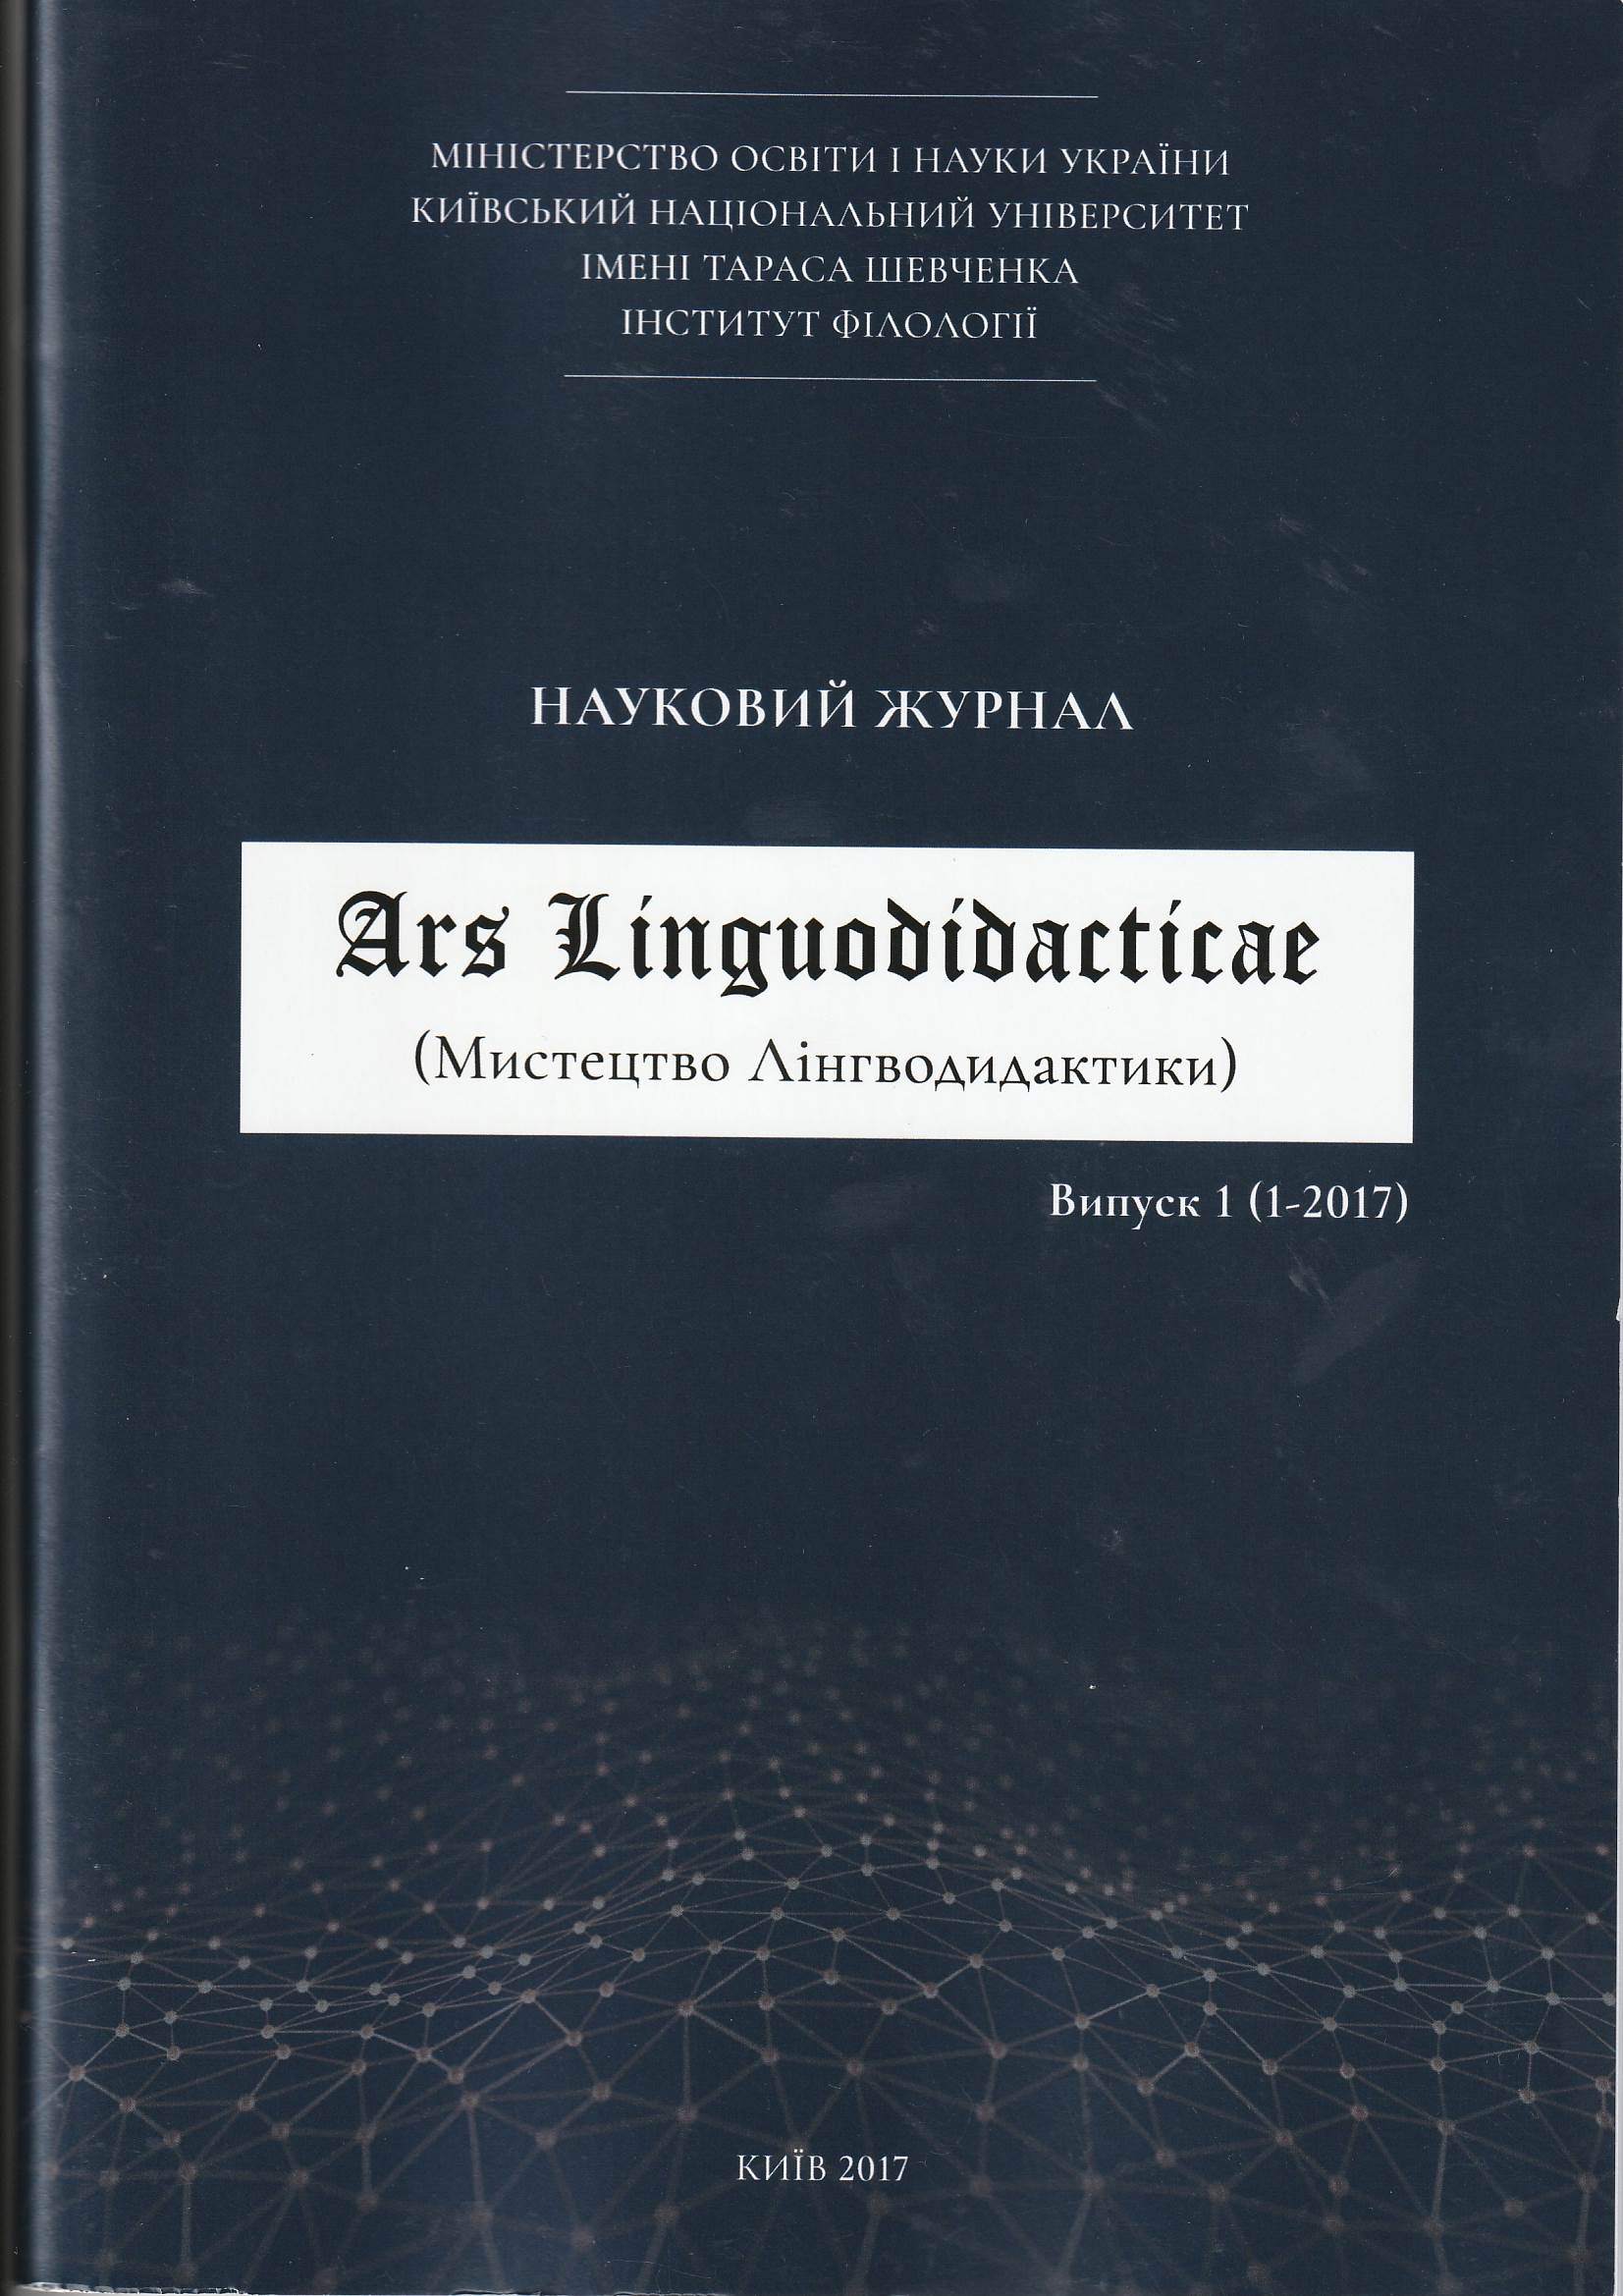 МІНІСТЕРСТВО ОСВІТИ І НАУКИ УКРАЇНИ
КИЇВСЬКИЙ НАЦІОНАЛЬНИЙ УНІВЕРСИТЕТ
ІМЕНІ ТАРАСА ШЕВЧЕНКА
ІНСТИТУТ ФІЛОЛОГІЇ
НАУКОВИЙ ЖУРНАЛ
Ars Linguodidacticae
(Мистецтво Лінгводидактики)
Випуск 1 (1-2017)
КИЇВ 2017